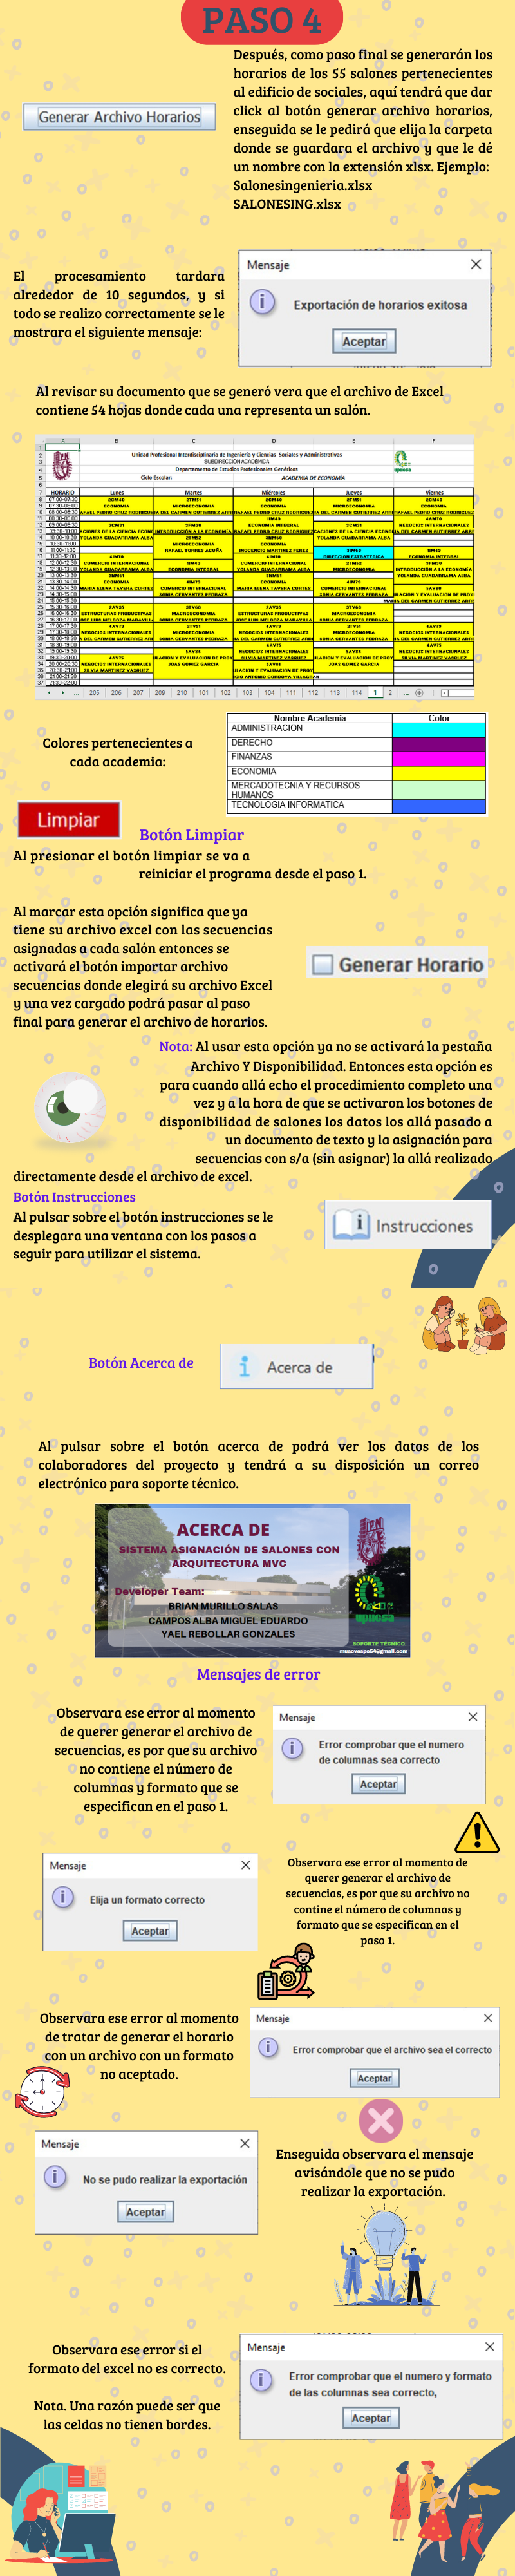 PASO 4
Después, como paso final se generarán los
horarios de los 55 salones pertenecientes
al edificio de sociales, aquí tendrá que dar
click al botón generar archivo horarios,
enseguida se le pedirá que elija la carpeta
donde se guardara el archivo y que le dé
un nombre con la extensión xlsx. Ejemplo:
Salonesingenieria.xlsx
SALONESING.xlsx
Generar Archivo Horarios
El procesamiento tardara
alrededor de 10 segundos, y si
todo se realizo correctamente se le
mostrara el siguiente mensaje:
Mensaje
Exportación de horarios exitosa
Aceptar
Al revisar su documento que se generó vera que el archivo de Excel
contiene 54 hojas donde cada una representa un salón.
Unidad Profesional Interdisciplinaria de Ingeniería y Ciencias Sociales y Administrativas
SUBDIRECCIÓN ACADÉMICA
Departamento de Estudios Profesionales Genéricos
Ciclo Escolar: ACADEMIA DE ECONOMÍA
HORARIO Lunes Martes Miércoles Jueves Viernes
205 206 207 209 210 101 102 103 104 111 112 113 114 1 2
Colores pertenecientes a
cada academia:
Nombre Academia Color
ADMINISTRACION
DERECHO
FINANZAS
ECONOMIA
MERCADOTECNIA Y RECURSOS
HUMANOS
TECNOLOGIA INFORMATICA
Limpiar
Botón Limpiar
Al presionar el botón limpiar se va a
reiniciar el programa desde el paso 1.
Al marcar esta opción significa que ya
tiene su archivo excel con las secuencias
asignadas a cada salón entonces se
activará el botón importar archivo
secuencias donde elegirá su archivo Excel
y una vez cargado podrá pasar al paso
final para generar el archivo de horarios.
Generar Horario
Nota: Al usar esta opción ya no se activará la pestaña
Archivo Y Disponibilidad. Entonces esta opción es
para cuando allá echo el procedimiento completo una
vez y a la hora de que se activaron los botones de
disponibilidad de salones los datos los allá pasado a
un documento de texto y la asignación para
secuencias con s/a (sin asignar) la allá realizado
directamente desde el archivo de excel.
Botón Instrucciones
Al pulsar sobre el botón instrucciones se le
desplegara una ventana con los pasos a
seguir para utilizar el sistema.
Instrucciones
Botón Acerca de
Acerca de
Al pulsar sobre el botón acerca de podrá ver los datos de los
colaboradores del proyecto y tendrá a su disposición un correo
electrónico para soporte técnico.
ACERCA DE
SISTEMA ASIGNACIÓN DE SALONES CON
ARQUITECTURA MVC
Developer Team:
BRIAN MURILLO SALAS
CAMPOS ALBA MIGUEL EDUARDO
YAEL REBOLLAR GONZALES
IPN
upiicsa
SOPORTE TÉCNICO:
Mensajes de error
Observara ese error al momento
de querer generar el archivo de
secuencias, es por que su archivo
no contiene el número de
columnas y formato que se
especifican en el paso 1.
Mensaje
Error comprobar que el numero
de columnas sea correcto
Aceptar
Mensaje
Elija un formato correcto
Aceptar
Observara ese error al momento de
querer generar el archivo de
secuencias, es por que su archivo no
contine el número de columnas y
formato que se especifican en el
paso 1.
Observara ese error al momento
de tratar de generar el horario
con un archivo con un formato
no aceptado.
Mensaje
Error comprobar que el archivo sea el correcto
Aceptar
Mensaje
No se pudo realizar la exportación
Aceptar
Enseguida observara el mensaje
avisándole que no se pudo
realizar la exportación.
Observara ese error si el
formato del excel no es correcto.
Nota. Una razón puede ser que
las celdas no tienen bordes.
Mensaje
Error comprobar que el numero y formato
de las columnas sea correcto,
Aceptar